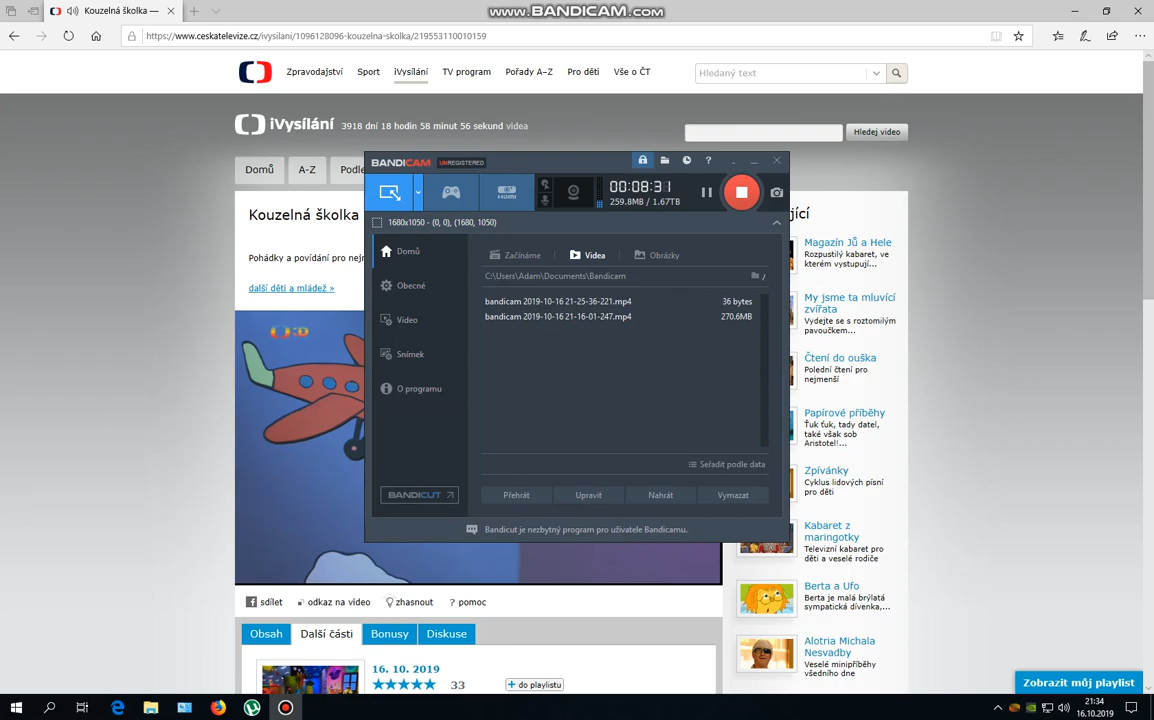 www.BANDICAM.com
Kouzelná školka —
https://www.ceskatelevize.cz/ivysilani/1096128096-kouzelna-skolka/219553110010159
Zpravodajství Sport iVysílání TV program Pořady A–Z Pro děti Vše o ČT
Hledaný text
iVysílání 3918 dní 18 hodin 58 minut 56 sekund videa
Hledej video
Domů A-Z Podle
BANDICAM UNREGISTERED
HDMI
00:08:31
259.8MB / 1.67TB
1680x1050 - (0, 0), (1680, 1050)
Domů
Obecné
Video
Snímek
O programu
BANDICUT
Začínáme Videa Obrázky
C:\Users\Adam\Documents\Bandicam
bandicam 2019-10-16 21-25-36-221.mp4 36 bytes
bandicam 2019-10-16 21-16-01-247.mp4 270.6MB
Seřadit podle data
Přehrát Upravit Nahrát Vymazat
Bandicut je nezbytný program pro uživatele Bandicamu.
Kouzelná školka
Pohádky a povídání pro
další děti a mládež »
:D
sdílet odkaz na video zhasnout ? pomoc
Obsah Další části Bonusy Diskuse
16. 10. 2019
33 + do playlistu
Magazín Jů a Hele
Rozpustilý kabaret, ve
kterém vystupují...
My jsme ta mluvící
zvířata
Vydejte se s roztomilým
pavoučkem...
Čtení do ouška
Polední čtení pro
nejmenší
Papírové příběhy
Ťuk ťuk, tady datel,
také však sob
Aristotel!...
Zpívánky
Cyklus lidových písní
pro děti
Kabaret z
maringotky
Televizní kabaret pro
děti a veselé rodiče
Berta a Ufo
Berta je malá brýlatá
sympatická dívenka,...
Alotria Michala
Nesvadby
Veselé minipříběhy
všedního dne
Zobrazit můj playlist
21:34
16.10.2019